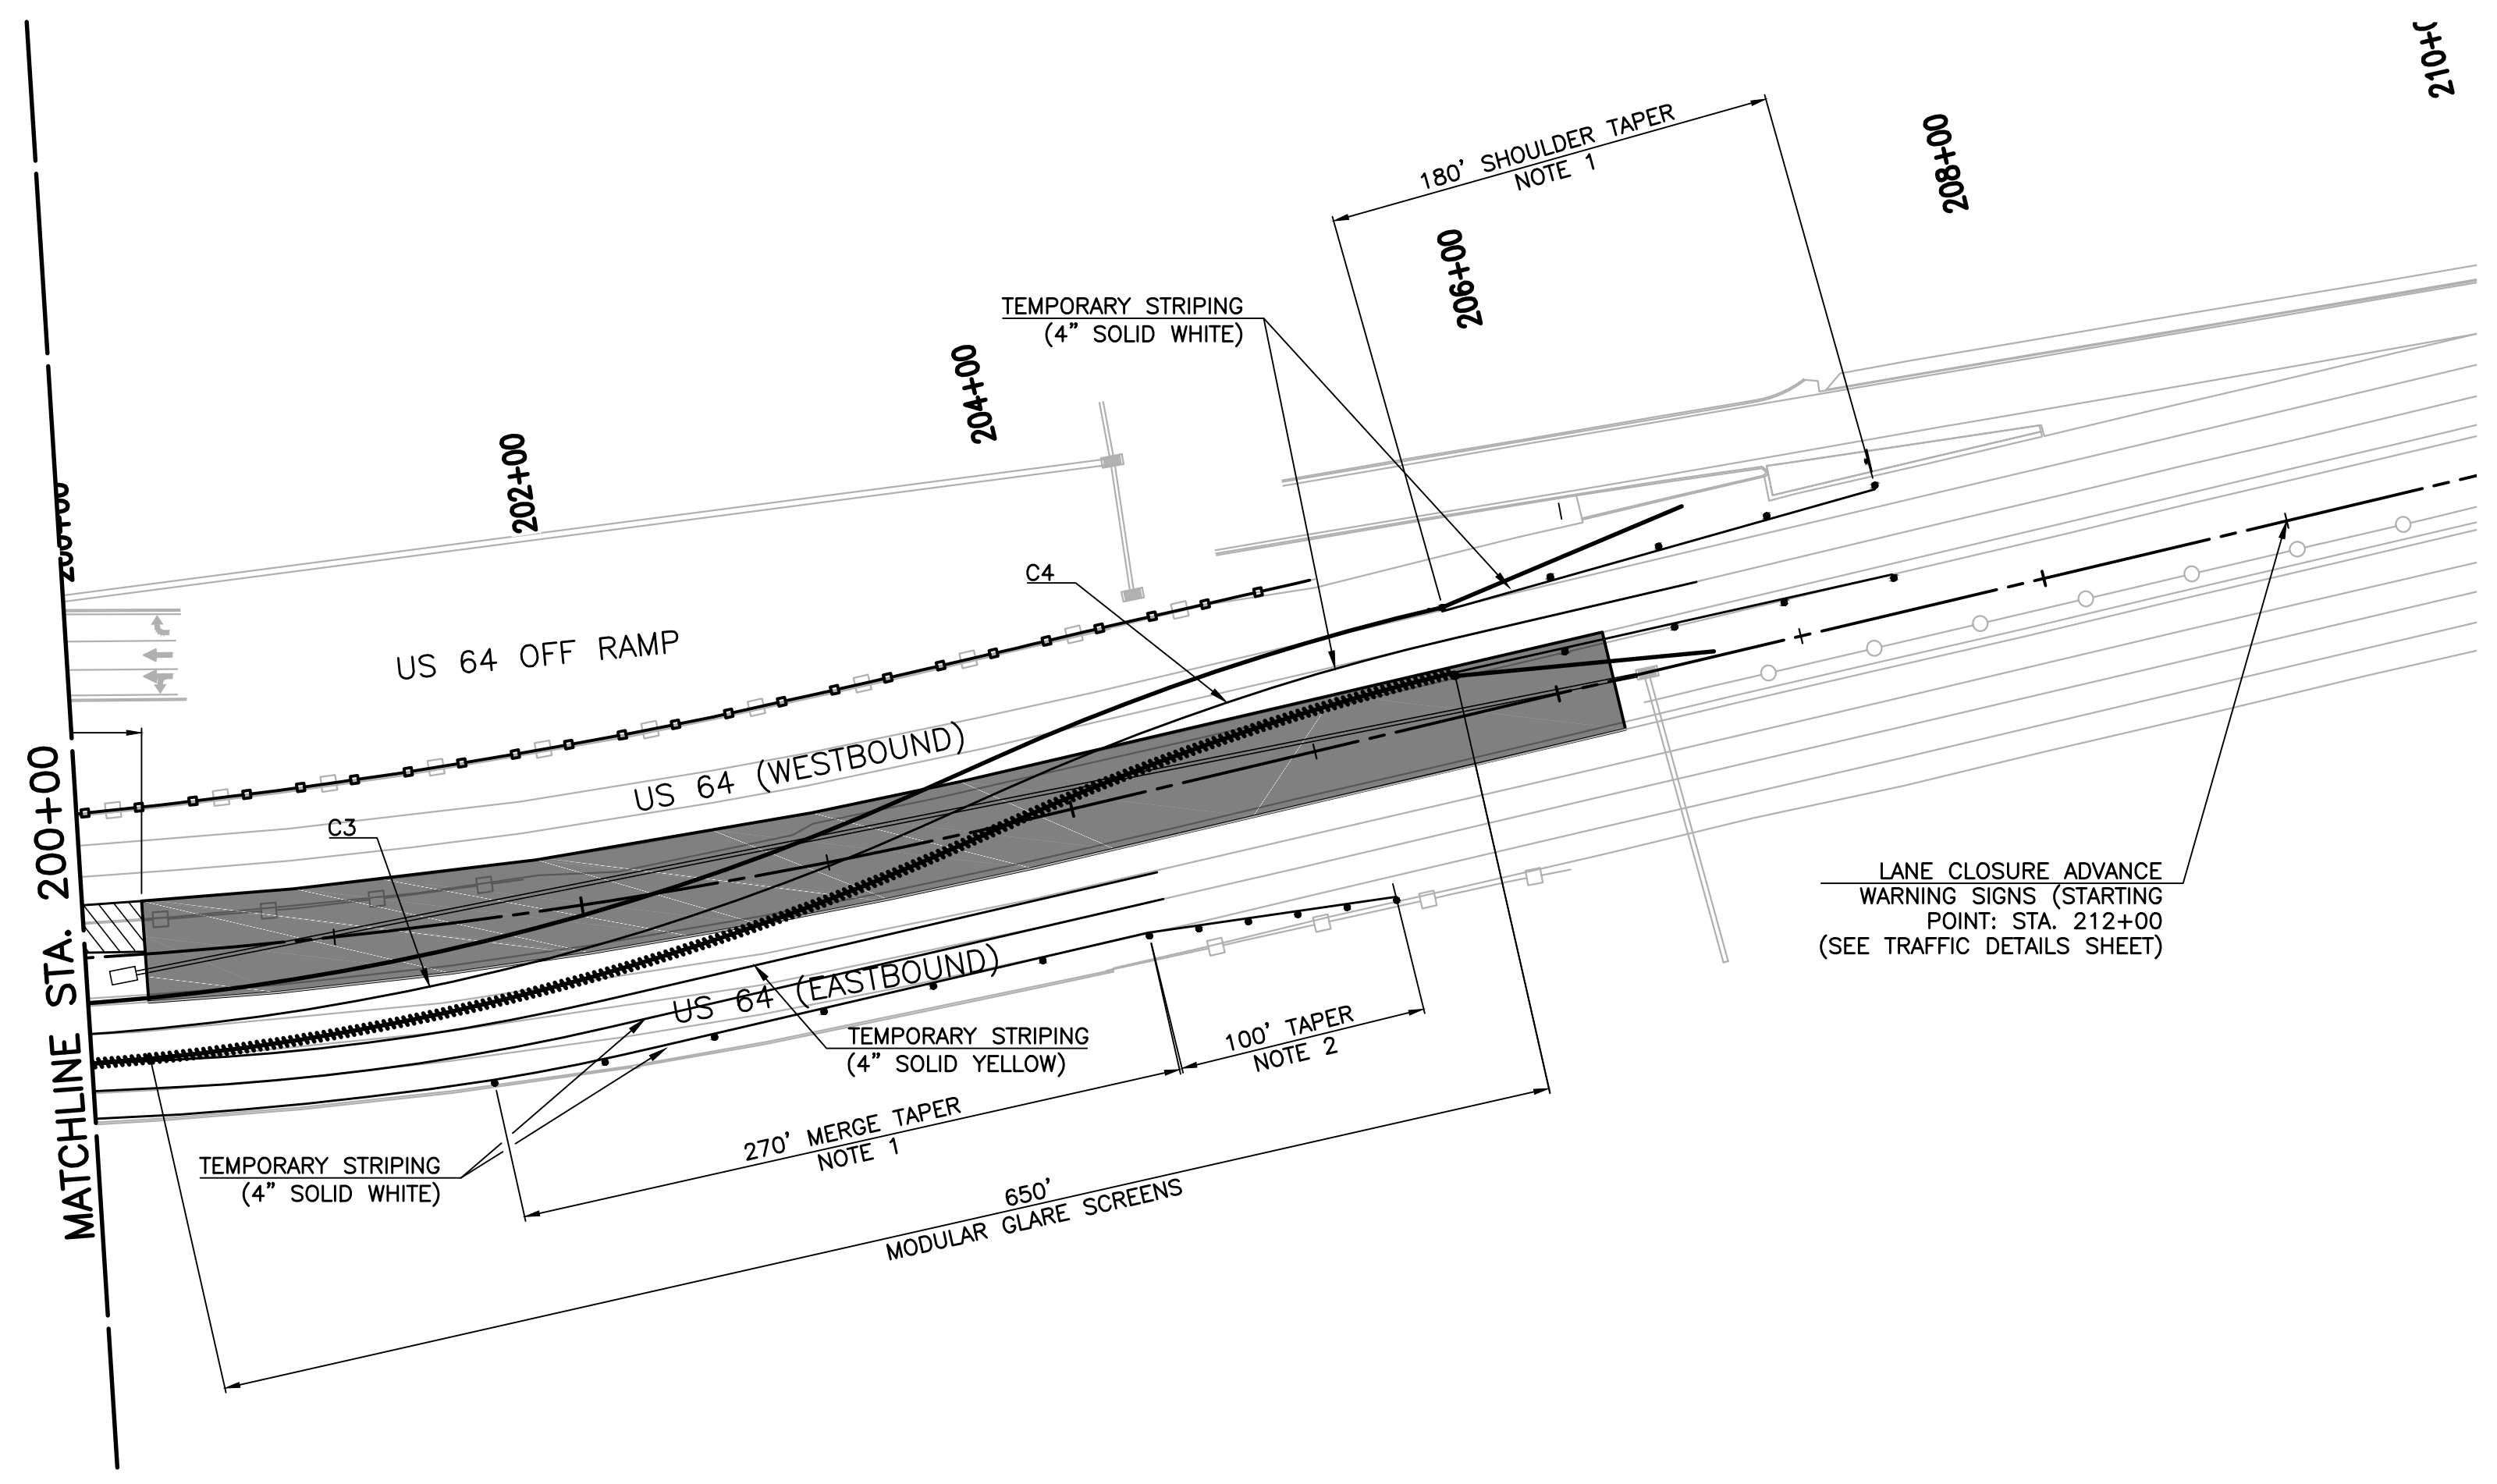 210+0
208+00
180' SHOULDER TAPER
NOTE 1
206+00
TEMPORARY STRIPING
(4" SOLID WHITE)
204+00
202+00
200+00
C4
US 64 OFF RAMP
US 64 (WESTBOUND)
C3
MATCHLINE STA. 200+00
LANE CLOSURE ADVANCE
WARNING SIGNS (STARTING
POINT: STA. 212+00
(SEE TRAFFIC DETAILS SHEET)
US 64 (EASTBOUND)
TEMPORARY STRIPING
(4" SOLID YELLOW)
100' TAPER
NOTE 2
270' MERGE TAPER
NOTE 1
TEMPORARY STRIPING
(4" SOLID WHITE)
650'
MODULAR GLARE SCREENS